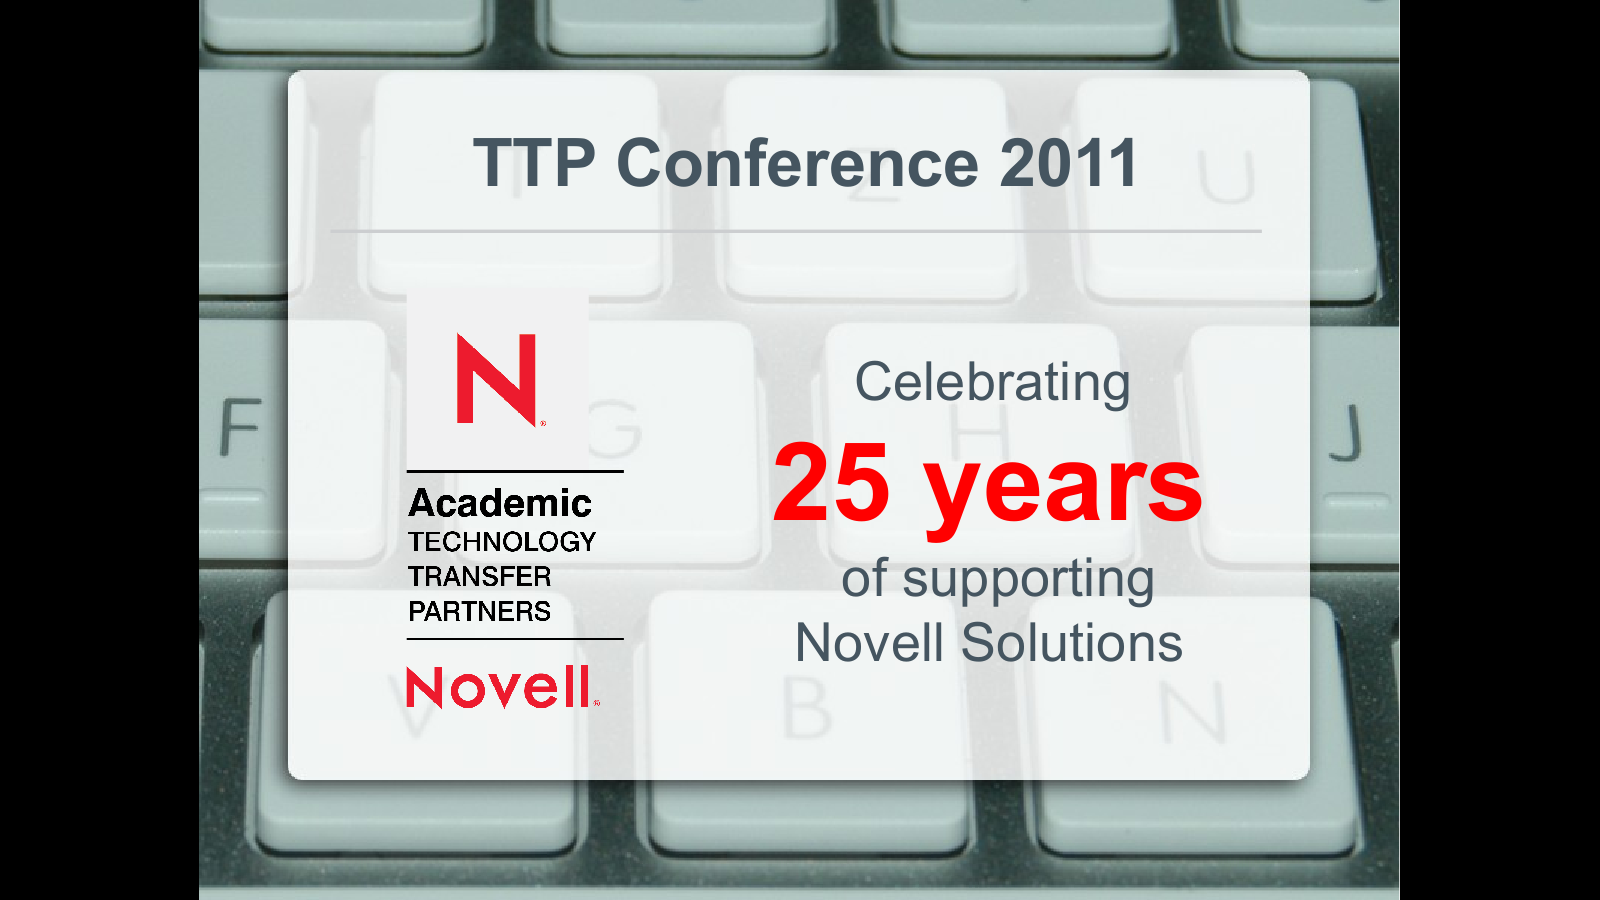 TTP Conference 2011
N®
Academic
TECHNOLOGY
TRANSFER
PARTNERS
Novell®
Celebrating
25 years
of supporting
Novell Solutions
T
Z
U
F
G
H
J
V
B
N